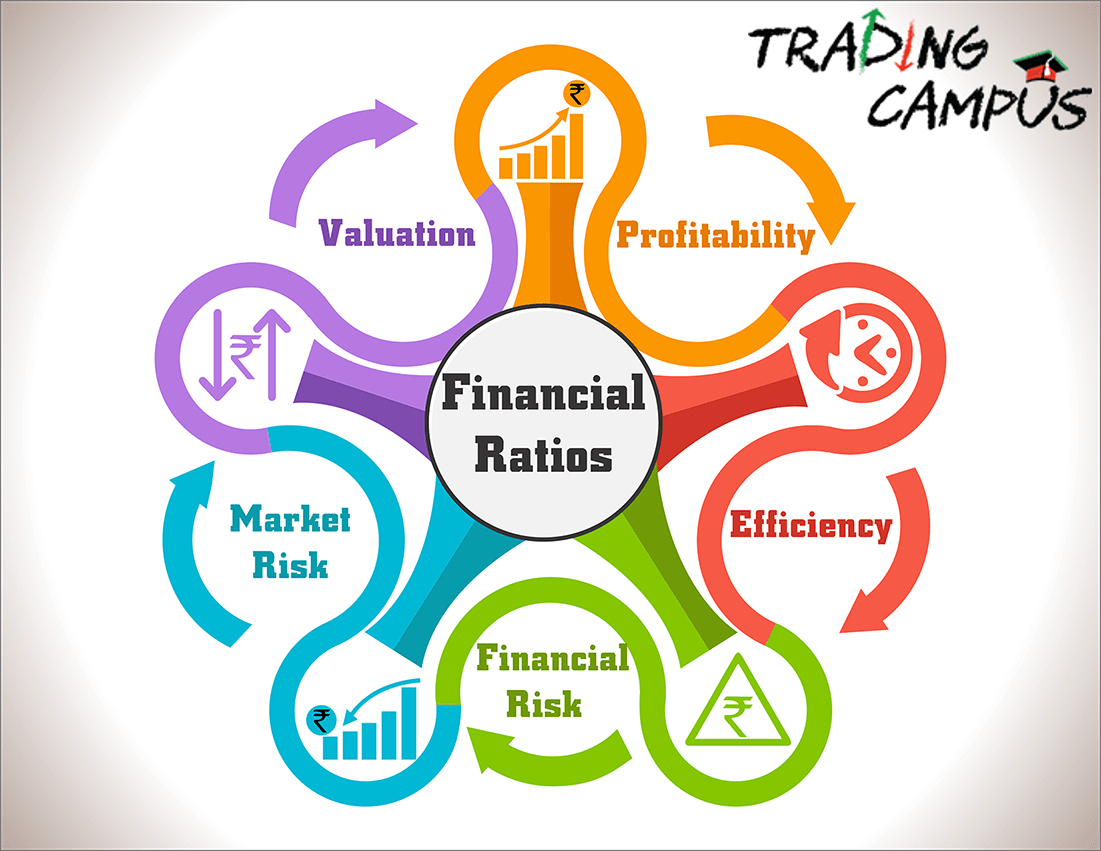 TRADING
CAMPUS
₹
Valuation
Profitability
₹
Financial
Ratios
Market
Risk
Efficiency
Financial
Risk
₹
₹